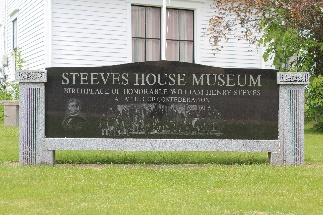 STEEVES HOUSE MUSEUM
BIRTHPLACE OF HONORABLE WILLIAM HENRY STEEVES
A FATHER OF CONFEDERATION